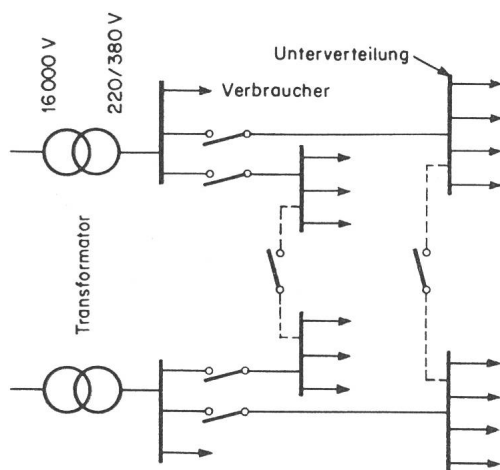 16000 V
220/380 V
Unterverteilung
Verbraucher
Transformator